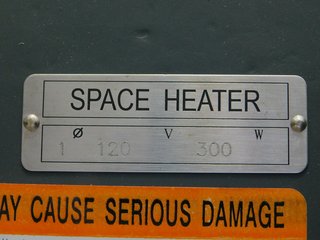 SPACE HEATER
1 Ø 120 V 300 W
AY CAUSE SERIOUS DAMAGE